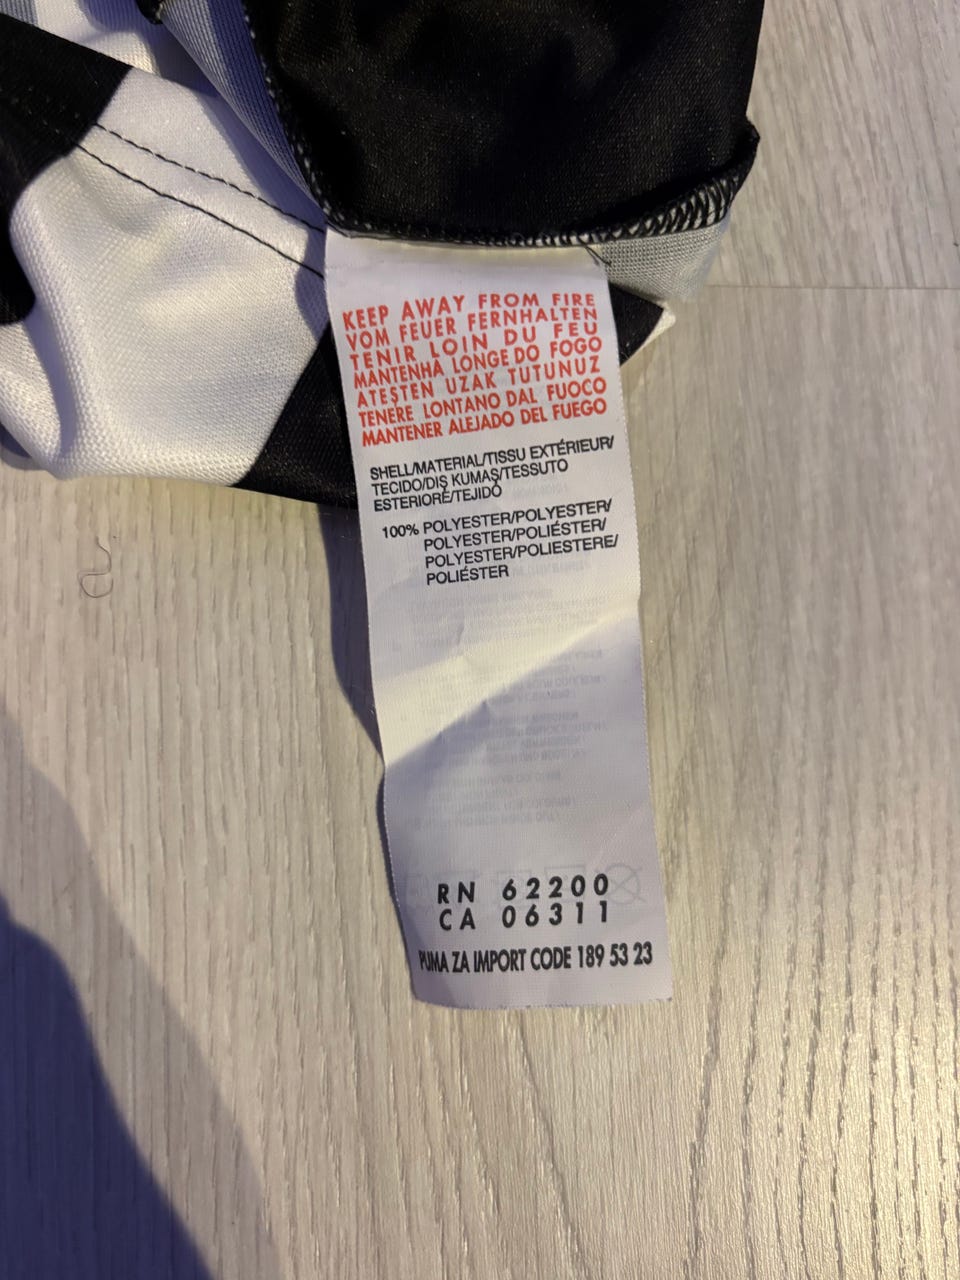 KEEP AWAY FROM FIRE
VOM FEUER FERNHALTEN
TENIR LOIN DU FEU
MANTENHA LONGE DO FOGO
ATEŞTEN UZAK TUTUNUZ
TENERE LONTANO DAL FUOCO
MANTENER ALEJADO DEL FUEGO
SHELL/MATERIAL/TISSU EXTÉRIEUR/
TECIDO/DIŞ KUMAŞ/TESSUTO
ESTERIORE/TEJIDO
100% POLYESTER/POLYESTER/
POLYESTER/POLIÉSTER/
POLYESTER/POLIESTERE/
POLIÉSTER
RN 62200
CA 06311
PUMA ZA IMPORT CODE 189 53 23